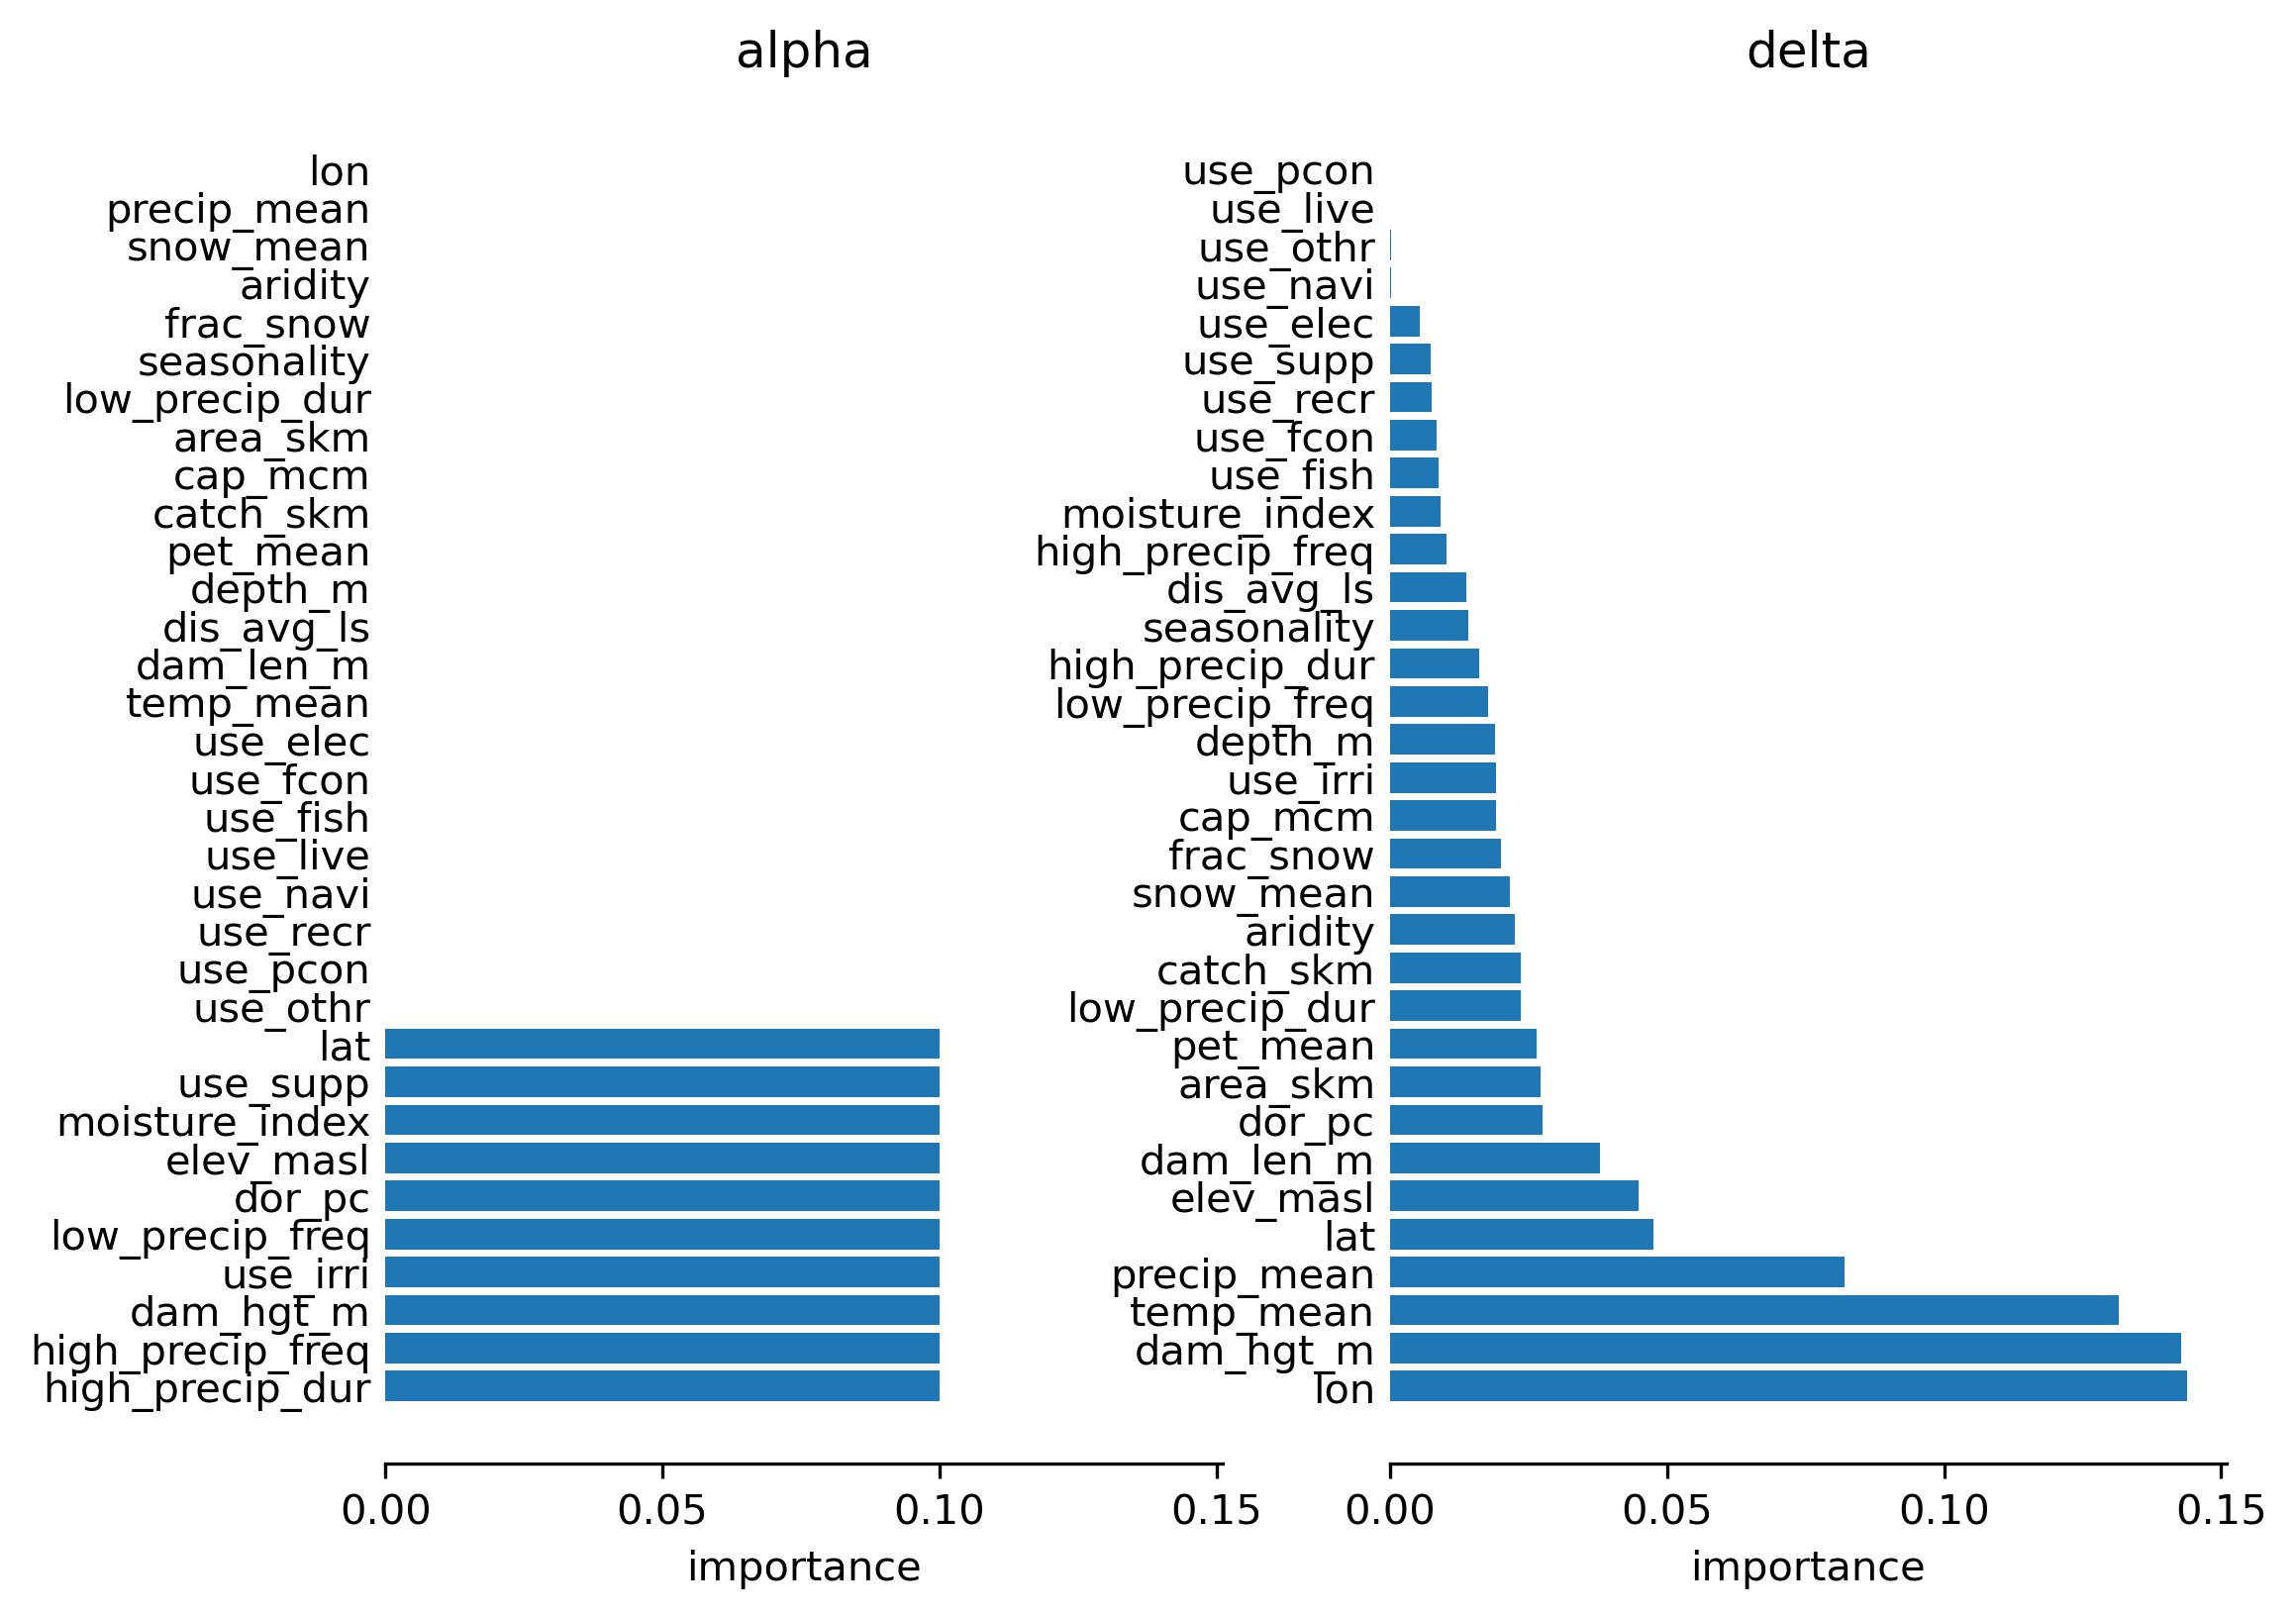 alpha
lon
precip_mean
snow_mean
aridity
frac_snow
seasonality
low_precip_dur
area_skm
cap_mcm
catch_skm
pet_mean
depth_m
dis_avg_ls
dam_len_m
temp_mean
use_elec
use_fcon
use_fish
use_live
use_navi
use_recr
use_pcon
use_othr
lat
use_supp
moisture_index
elev_masl
dor_pc
low_precip_freq
use_irri
dam_hgt_m
high_precip_freq
high_precip_dur
0.00 0.05 0.10 0.15
importance
delta
use_pcon
use_live
use_othr
use_navi
use_elec
use_supp
use_recr
use_fcon
use_fish
moisture_index
high_precip_freq
dis_avg_ls
seasonality
high_precip_dur
low_precip_freq
depth_m
use_irri
cap_mcm
frac_snow
snow_mean
aridity
catch_skm
low_precip_dur
pet_mean
area_skm
dor_pc
dam_len_m
elev_masl
lat
precip_mean
temp_mean
dam_hgt_m
lon
0.00 0.05 0.10 0.15
importance